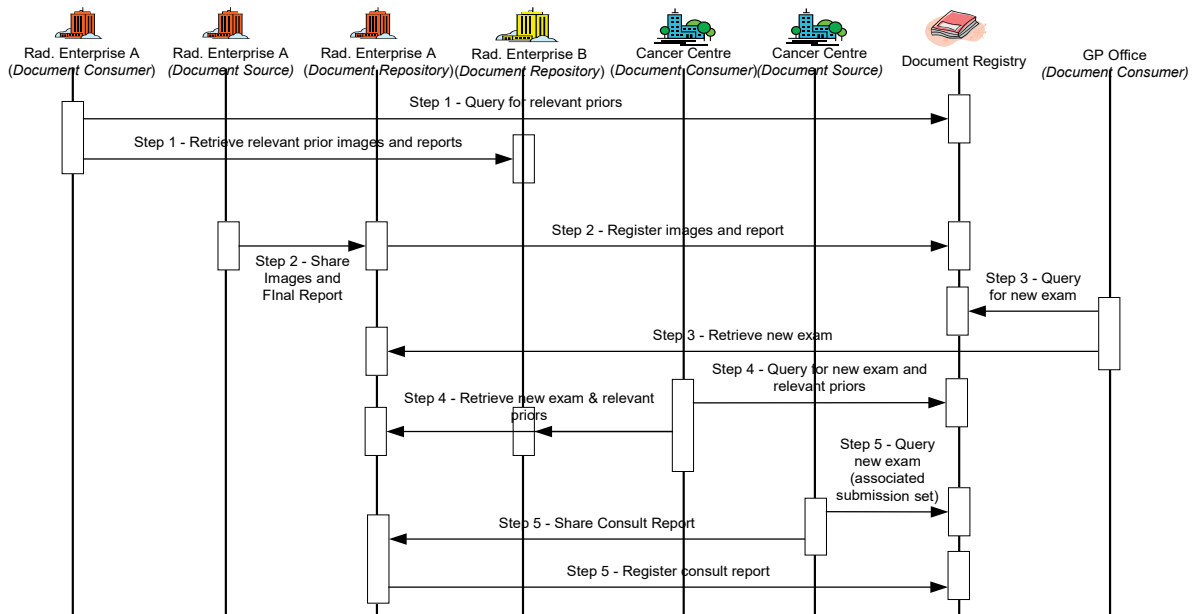 Rad. Enterprise A
(Document Consumer)
Rad. Enterprise A
(Document Source)
Rad. Enterprise A
(Document Repository)
Rad. Enterprise B
(Document Repository)
Cancer Centre
(Document Consumer)
Cancer Centre
(Document Source)
Document Registry
GP Office
(Document Consumer)
Step 1 - Query for relevant priors
Step 1 - Retrieve relevant prior images and reports
Step 2 - Share
Images and
FInal Report
Step 2 - Register images and report
Step 3 - Query
for new exam
Step 3 - Retrieve new exam
Step 4 - Query for new exam and
relevant priors
Step 4 - Retrieve new exam & relevant
priors
Step 5 - Query
new exam
(associated
submission set)
Step 5 - Share Consult Report
Step 5 - Register consult report